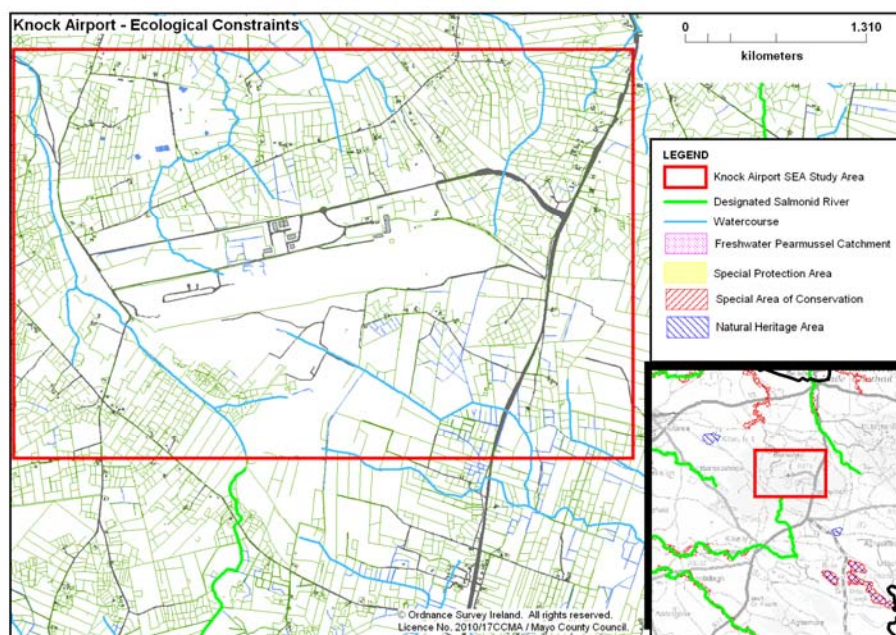 Knock Airport - Ecological Constraints
0 1.310
kilometers
LEGEND
Knock Airport SEA Study Area
Designated Salmonid River
Watercourse
Freshwater Pearmussel Catchment
Special Protection Area
Special Area of Conservation
Natural Heritage Area
© Ordnance Survey Ireland. All rights reserved.
Licence No. 2010/17CCMA / Mayo County Council.